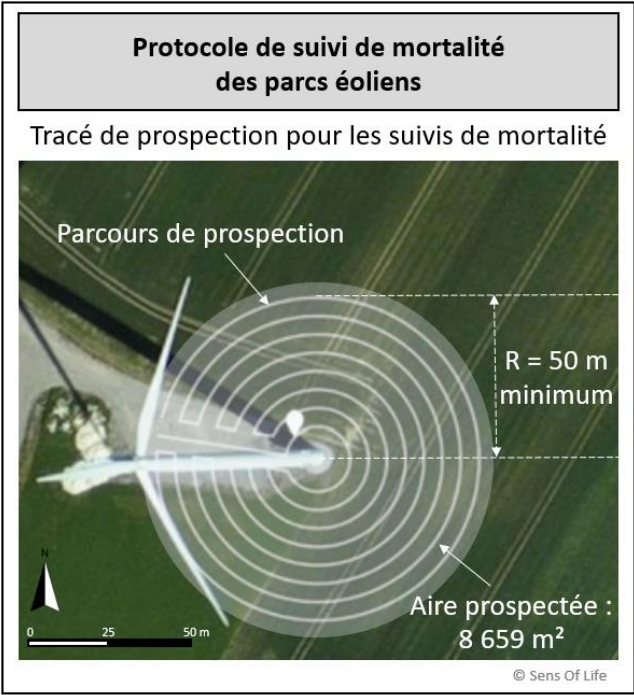 Protocole de suivi de mortalité
des parcs éoliens
Tracé de prospection pour les suivis de mortalité
Parcours de prospection
R = 50 m
minimum
N
0 25 50 m
Aire prospectée :
8 659 m²
© Sens Of Life